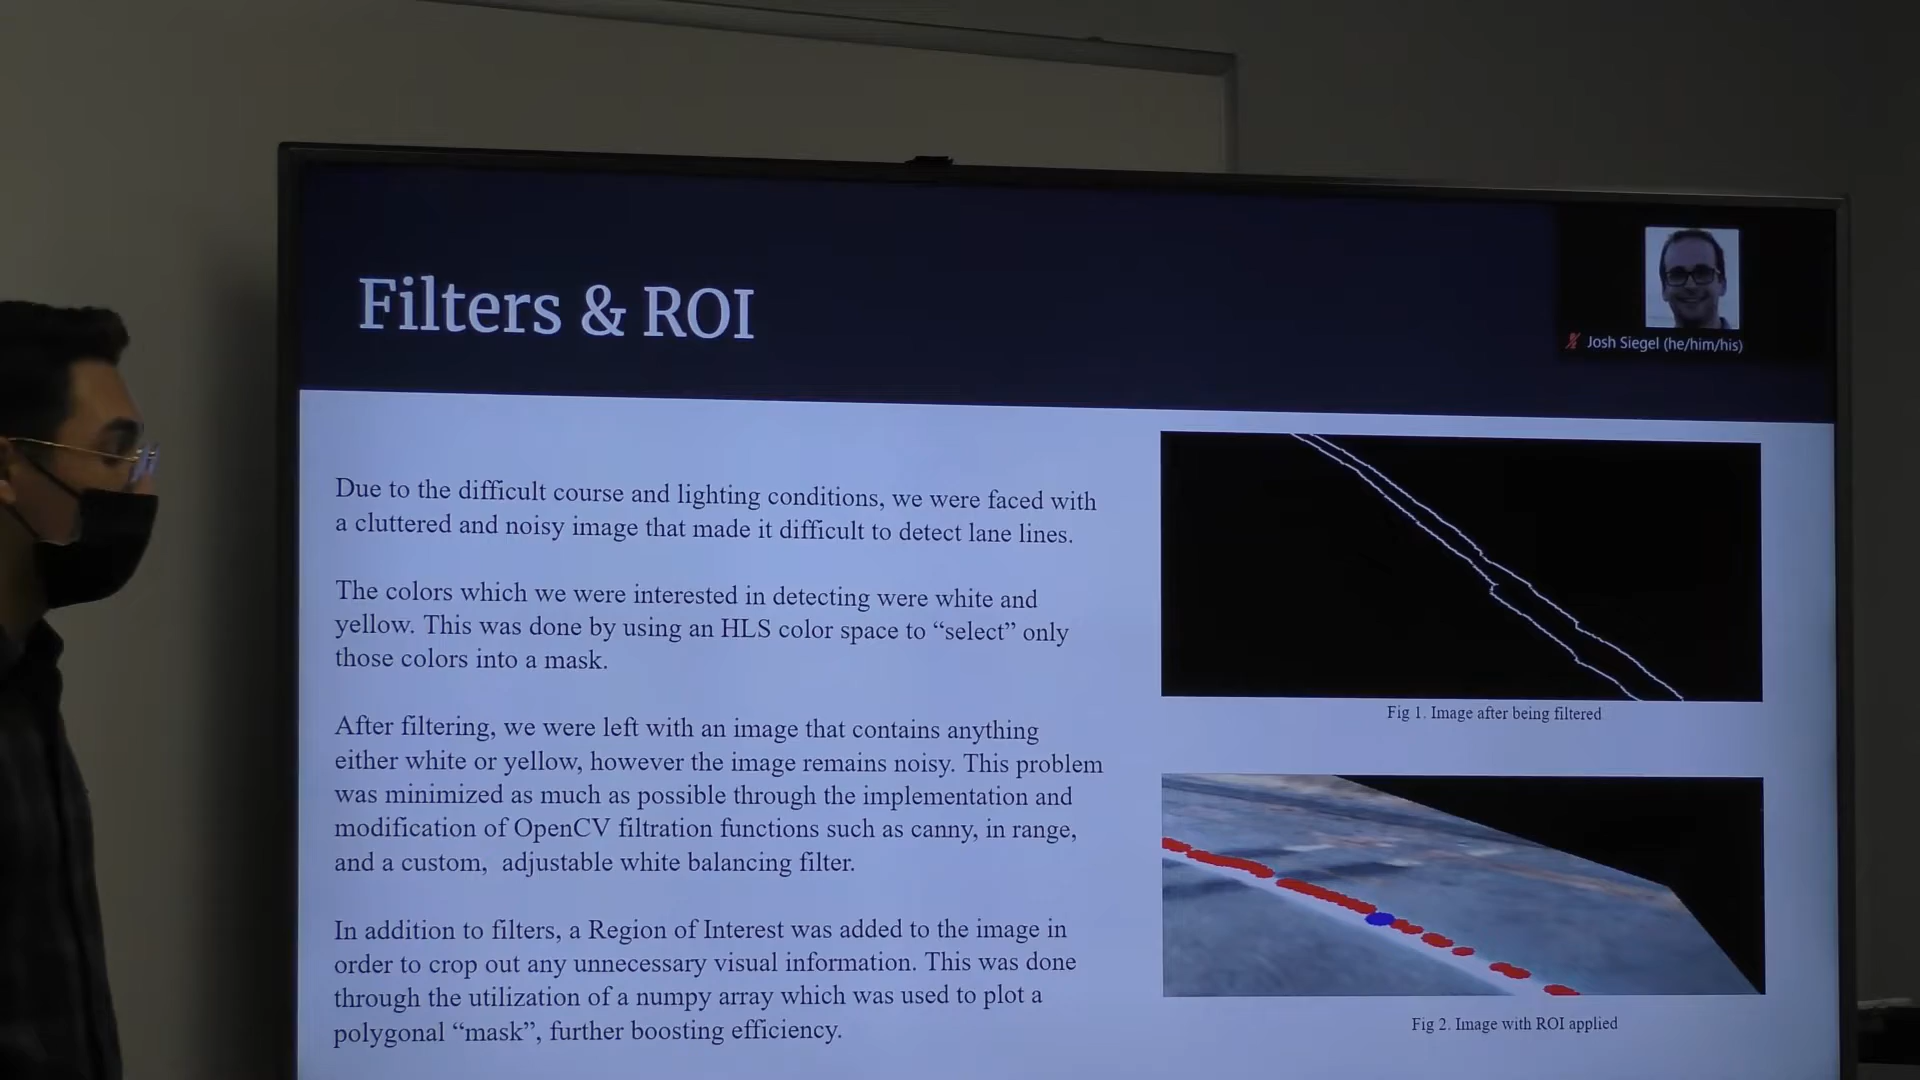 Filters & ROI
Josh Siegel (he/him/his)
Due to the difficult course and lighting conditions, we were faced with
a cluttered and noisy image that made it difficult to detect lane lines.
The colors which we were interested in detecting were white and
yellow. This was done by using an HLS color space to “select” only
those colors into a mask.
After filtering, we were left with an image that contains anything
either white or yellow, however the image remains noisy. This problem
was minimized as much as possible through the implementation and
modification of OpenCV filtration functions such as canny, in range,
and a custom, adjustable white balancing filter.
In addition to filters, a Region of Interest was added to the image in
order to crop out any unnecessary visual information. This was done
through the utilization of a numpy array which was used to plot a
polygonal “mask”, further boosting efficiency.
Fig 1. Image after being filtered
Fig 2. Image with ROI applied